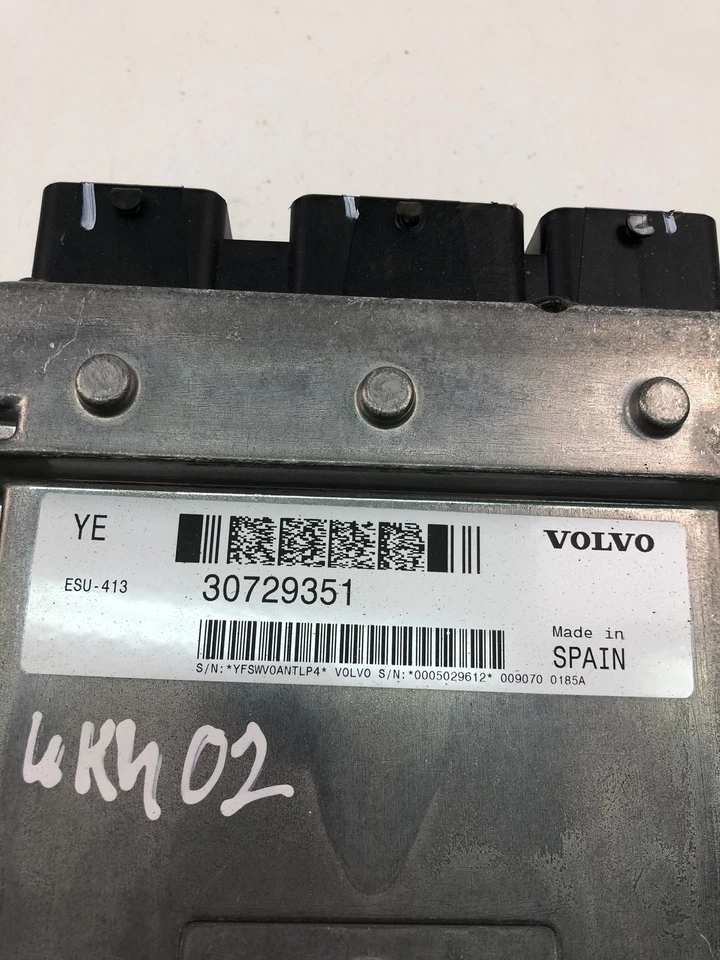 YE
VOLVO
ESU-413
30729351
Made in
SPAIN
S/N:*YFSWV0ANTLP4* VOLVO S/N:*0005029612* 009070 0185A
4KH02